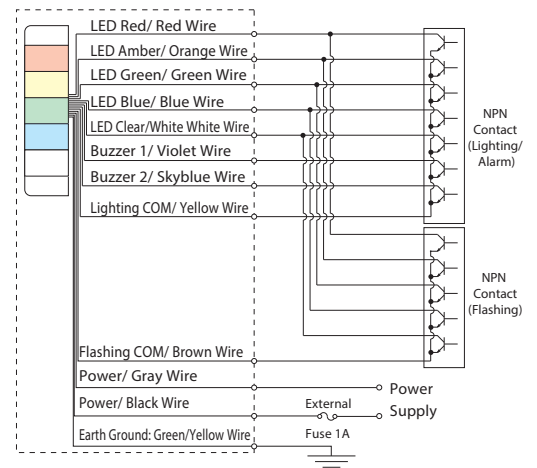 LED Red/ Red Wire
LED Amber/ Orange Wire
LED Green/ Green Wire
LED Blue/ Blue Wire
LED Clear/White White Wire
Buzzer 1/ Violet Wire
Buzzer 2/ Skyblue Wire
Lighting COM/ Yellow Wire
NPN
Contact
(Lighting/
Alarm)
NPN
Contact
(Flashing)
Flashing COM/ Brown Wire
Power/ Gray Wire
Power/ Black Wire
Earth Ground: Green/Yellow Wire
External
Fuse 1A
Power
Supply